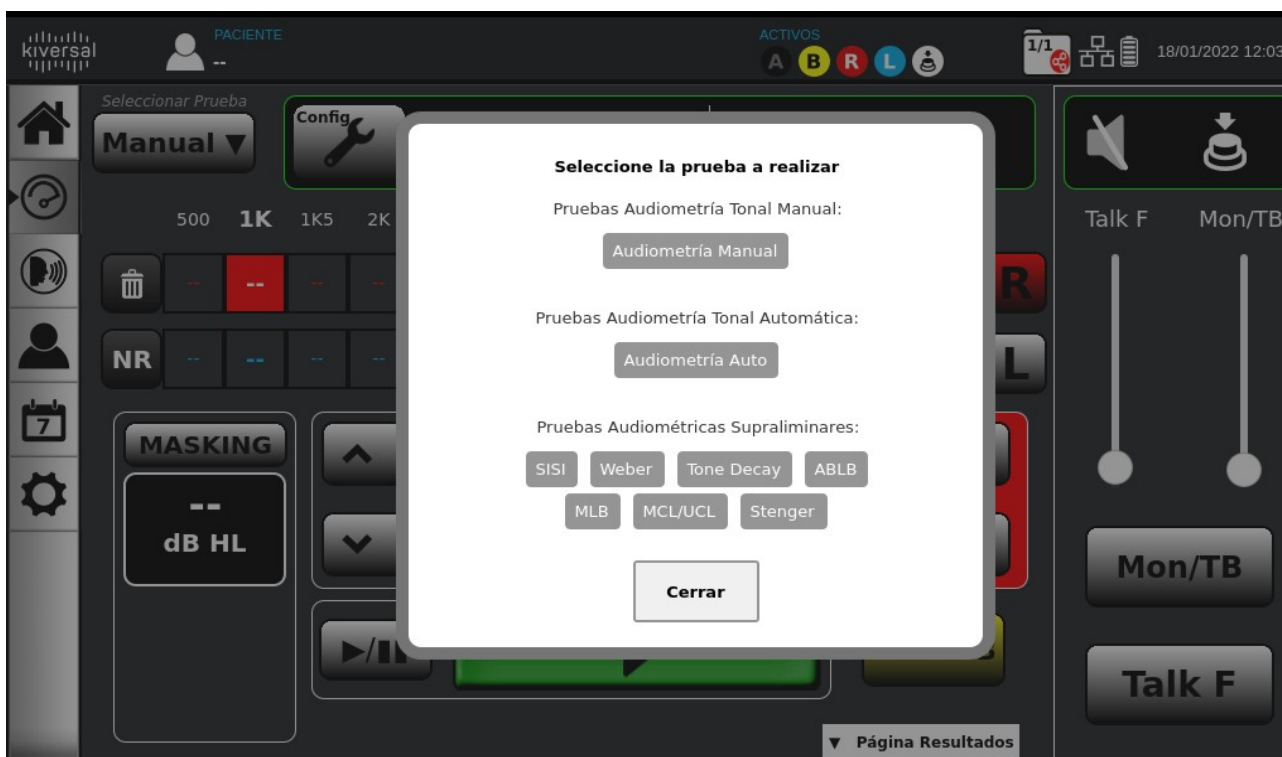 kiversal
PACIENTE
--
ACTIVOS
A B R L
1/1
18/01/2022 12:03
Seleccionar Prueba
Manual ▼
Config
500 1K 1K5 2K
-- -- -- --
R
NR -- -- -- --
L
7
MASKING
--
dB HL
Seleccione la prueba a realizar
Pruebas Audiometría Tonal Manual:
Audiometría Manual
Pruebas Audiometría Tonal Automática:
Audiometría Auto
Pruebas Audiométricas Supraliminares:
SISI Weber Tone Decay ABLB
MLB MCL/UCL Stenger
Cerrar
Talk F Mon/TB
Mon/TB
Talk F
▼ Página Resultados